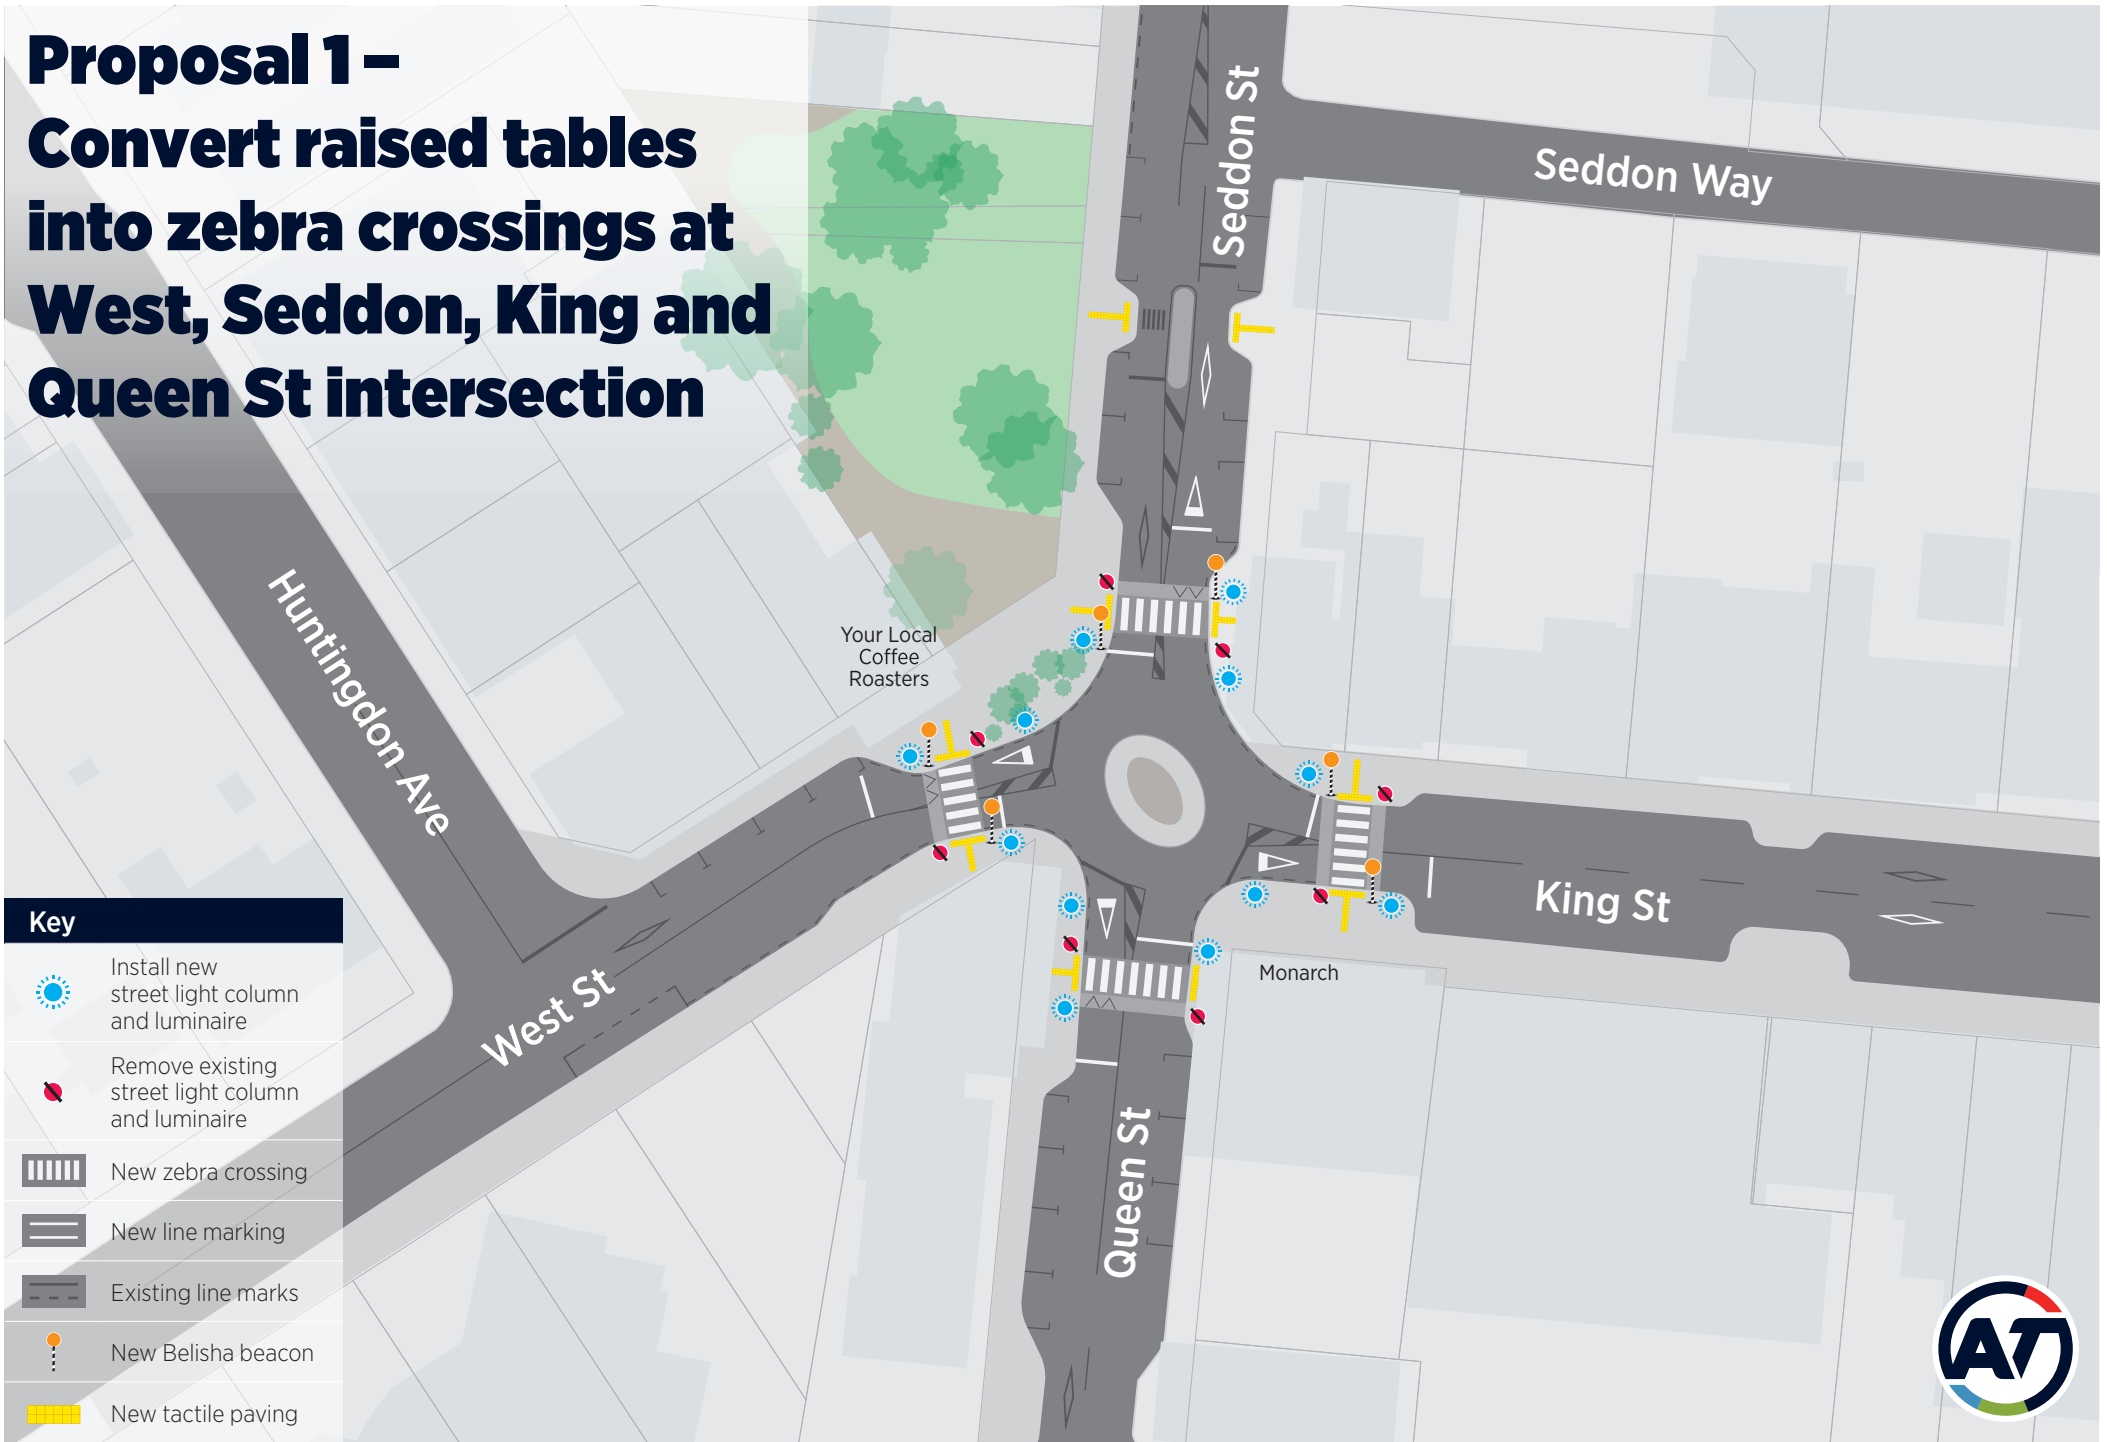 Proposal 1 –
Convert raised tables
into zebra crossings at
West, Seddon, King and
Queen St intersection
Seddon St
Seddon Way
Huntingdon Ave
Your Local
Coffee
Roasters
King St
Monarch
West St
Queen St
Key
Install new
street light column
and luminaire
Remove existing
street light column
and luminaire
New zebra crossing
New line marking
Existing line marks
New Belisha beacon
New tactile paving
AT